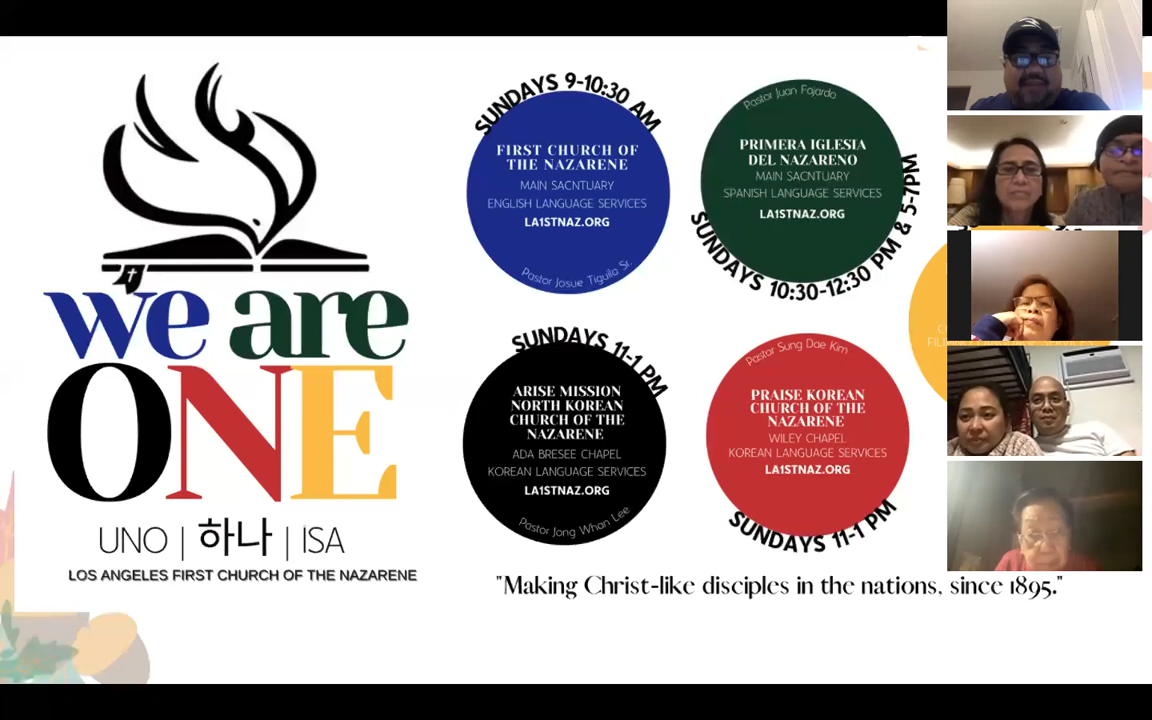 we are
ONE
UNO | 하나 | ISA
LOS ANGELES FIRST CHURCH OF THE NAZARENE
SUNDAYS 9-10:30 AM
FIRST CHURCH OF
THE NAZARENE
MAIN SACNTUARY
ENGLISH LANGUAGE SERVICES
LA1STNAZ.ORG
Pastor Josue Tiguila Sr.
Pastor Juan Fajardo
PRIMERA IGLESIA
DEL NAZARENO
MAIN SACNTUARY
SPANISH LANGUAGE SERVICES
LA1STNAZ.ORG
SUNDAYS 10:30-12:30 PM & 5-7PM
SUNDAYS 11-1 PM
ARISE MISSION
NORTH KOREAN
CHURCH OF THE
NAZARENE
ADA BRESEE CHAPEL
KOREAN LANGUAGE SERVICES
LA1STNAZ.ORG
Pastor Jong Whan Lee
Pastor Sung Dae Kim
PRAISE KOREAN
CHURCH OF THE
NAZARENE
WILEY CHAPEL
KOREAN LANGUAGE SERVICES
LA1STNAZ.ORG
SUNDAYS 11-1 PM
"Making Christ-like disciples in the nations, since 1895."